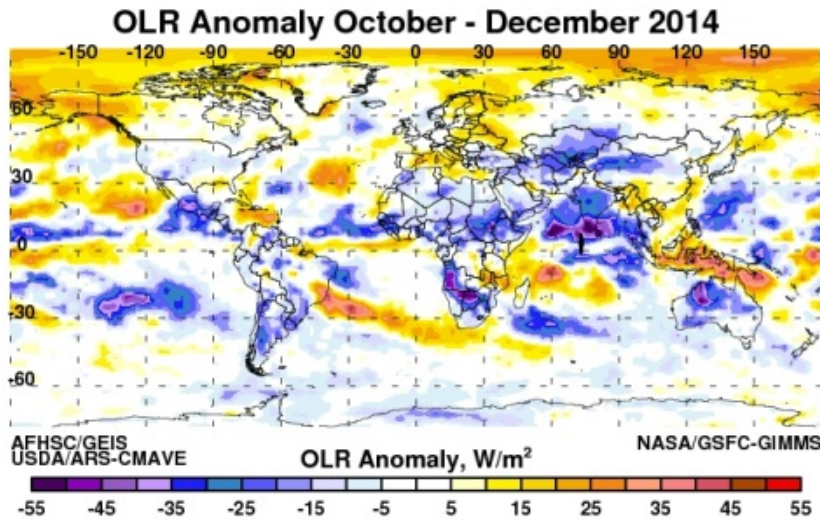 OLR Anomaly October - December 2014
-150 -120 -90 -60 -30 0 30 60 90 120 150
60
30
0
-30
-60
AFHSC/GEIS NASA/GSFC-GIMMS
USDA/ARS-CMAVE OLR Anomaly, W/m²
-55 -45 -35 -25 -15 -5 5 15 25 35 45 55